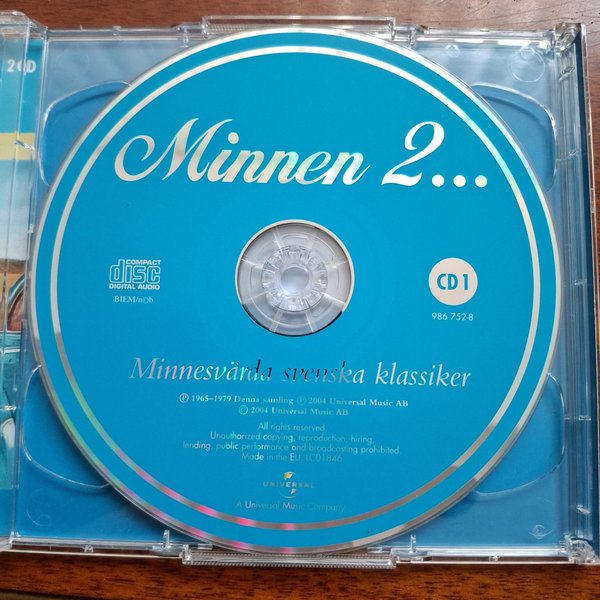 2CD
Minnen 2...
COMPACT
disc
DIGITAL AUDIO
BIEM/n©b
CD 1
986 752-8
Minnesvärda svenska klassiker
℗ 1965–1979 Denna samling ℗ 2004 Universal Music AB
© 2004 Universal Music AB
All rights reserved.
Unauthorized copying, reproduction, hiring,
lending, public performance and broadcasting prohibited.
Made in the EU. LC01846
UNIVERSAL
A Universal Music Company